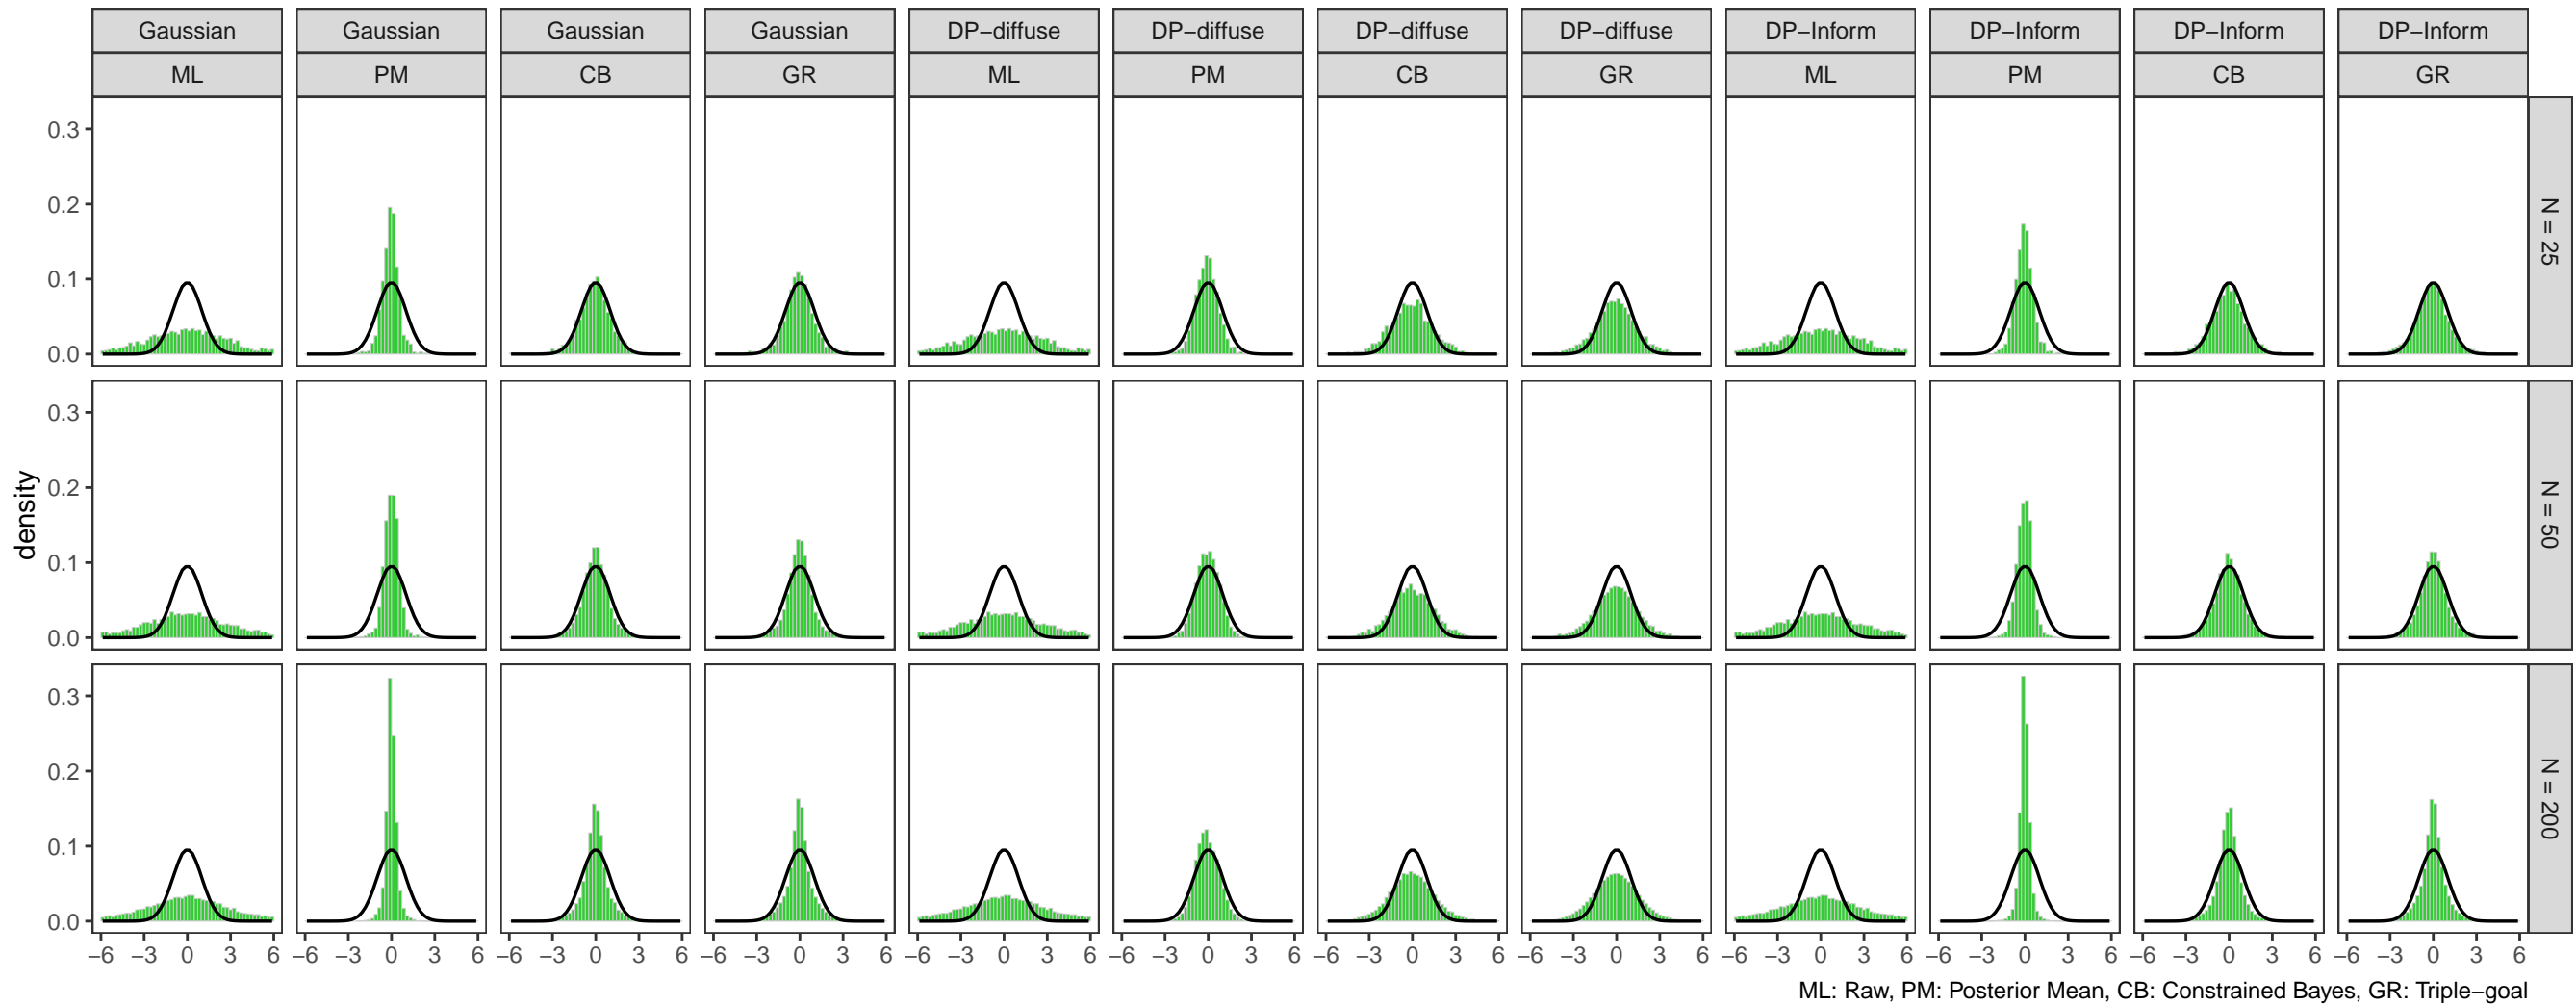 Gaussian Gaussian Gaussian Gaussian DP−diffuse DP−diffuse DP−diffuse DP−diffuse DP−Inform DP−Inform DP−Inform DP−Inform
ML PM CB GR ML PM CB GR ML PM CB GR
0.3
0.2
0.1
0.0
N = 25
0.3
0.2
0.1
0.0
N = 50
0.3
0.2
0.1
0.0
N = 200
density
−6 −3 0 3 6 −6 −3 0 3 6 −6 −3 0 3 6 −6 −3 0 3 6 −6 −3 0 3 6 −6 −3 0 3 6 −6 −3 0 3 6 −6 −3 0 3 6 −6 −3 0 3 6 −6 −3 0 3 6 −6 −3 0 3 6 −6 −3 0 3 6
ML: Raw, PM: Posterior Mean, CB: Constrained Bayes, GR: Triple−goal